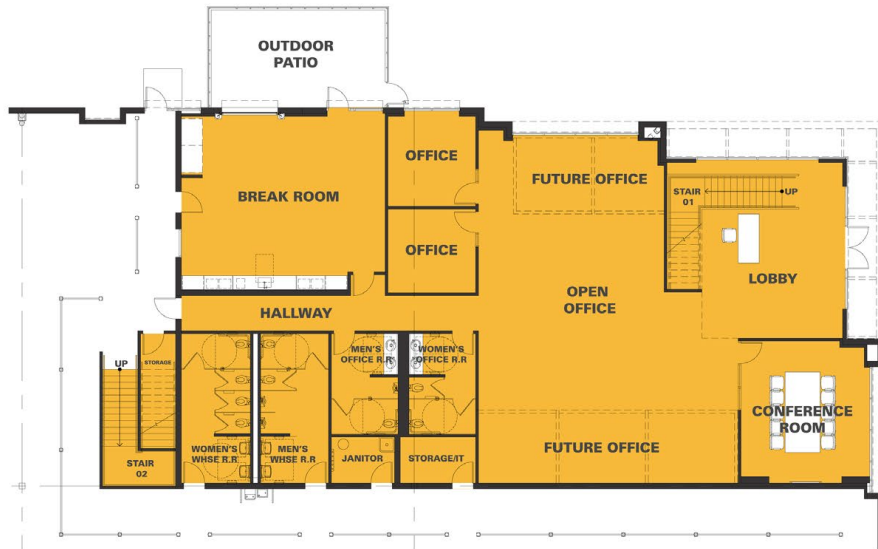 OUTDOOR
PATIO
OFFICE
FUTURE OFFICE
BREAK ROOM
STAIR
01
UP
OFFICE
LOBBY
OPEN
OFFICE
HALLWAY
MEN'S
OFFICE R.R
WOMEN'S
OFFICE R.R
UP
STORAGE
CONFERENCE
ROOM
WOMEN'S
WHSE R.R
MEN'S
WHSE R.R
JANITOR
STORAGE/IT
FUTURE OFFICE
STAIR
02